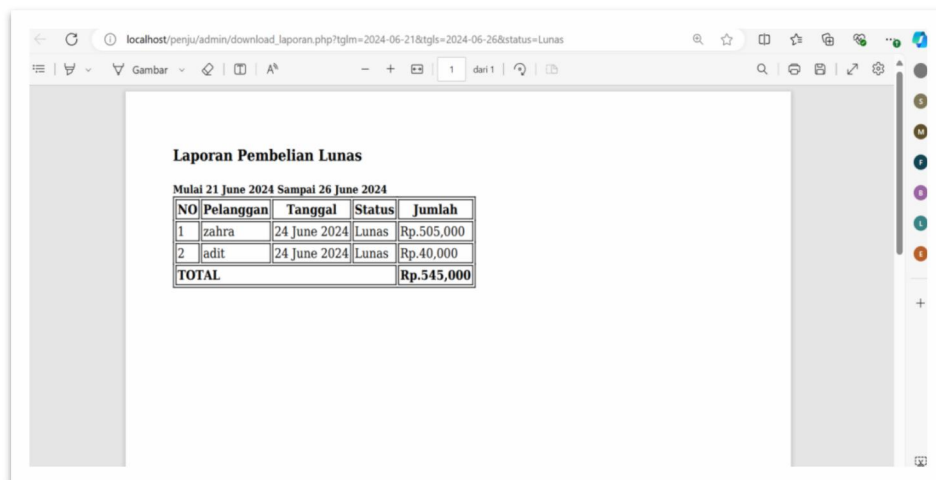 localhost/penju/admin/download_laporan.php?tglm=2024-06-21&tgls=2024-06-26&status=Lunas
Gambar 1 dari 1
Laporan Pembelian Lunas
Mulai 21 June 2024 Sampai 26 June 2024
NO Pelanggan Tanggal Status Jumlah
1 zahra 24 June 2024 Lunas Rp.505,000
2 adit 24 June 2024 Lunas Rp.40,000
TOTAL Rp.545,000
S
M
F
B
L
E